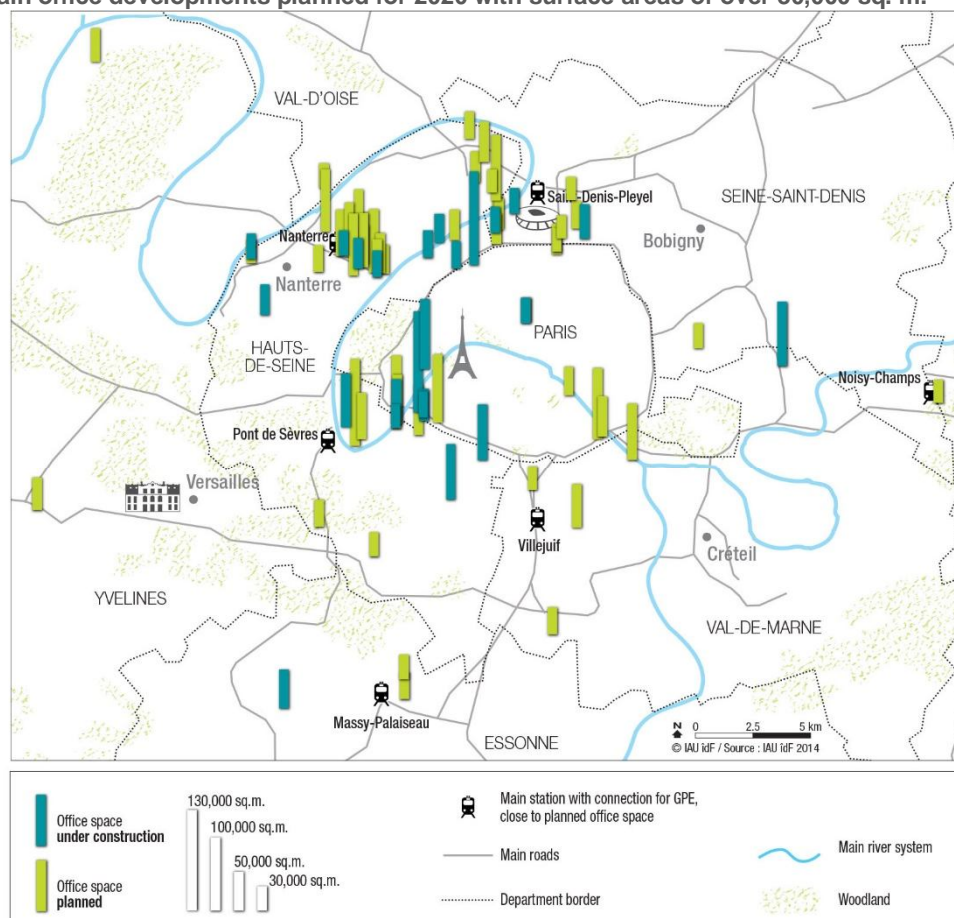 office developments planned for 2020 with surface areas of over sq. m.
VAL-D'OISE
Saint-Denis-Pleyel
SEINE-SAINT-DENIS
Nanterre
Bobigny
Nanterre
PARIS
HAUTS-
DE-SEINE
Noisy-Champs
Pont de Sèvres
Versailles
Villejuif
Créteil
YVELINES
VAL-DE-MARNE
Massy-Palaiseau
ESSONNE
N 0 2.5 5 km
© IAU îdF / Source : IAU îdF 2014
Office space
under construction
Office space
planned
130,000 sq.m.
100,000 sq.m.
50,000 sq.m.
30,000 sq.m.
Main station with connection for GPE,
close to planned office space
Main roads
Department border
Main river system
Woodland